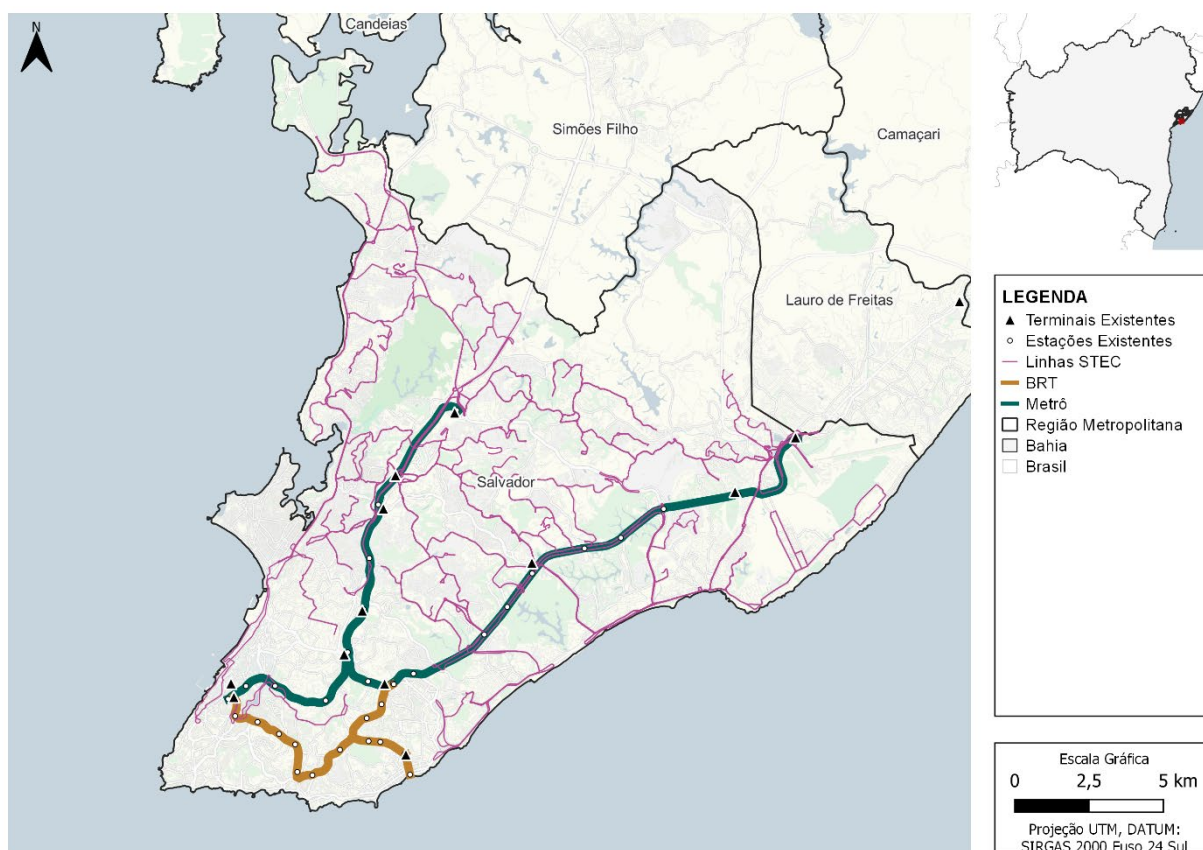 N
Candeias
Simões Filho
Camaçari
Lauro de Freitas
Salvador
LEGENDA
Terminais Existentes
Estações Existentes
Linhas STEC
BRT
Metrô
Região Metropolitana
Bahia
Brasil
Escala Gráfica
0 2,5 5 km
Projeção UTM, DATUM:
SIRGAS 2000 Fuso 24 Sul